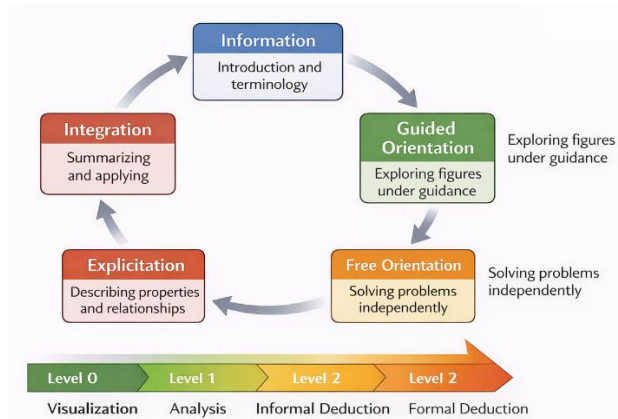 Information
Introduction and
terminology
Integration
Summarizing
and applying
Guided
Orientation
Exploring figures
under guidance
Exploring figures
under guidance
Explicitation
Describing properties
and relationships
Free Orientation
Solving problems
independently
Solving problems
independently
Level 0
Level 1
Level 2
Level 2
Visualization
Analysis
Informal Deduction
Formal Deduction